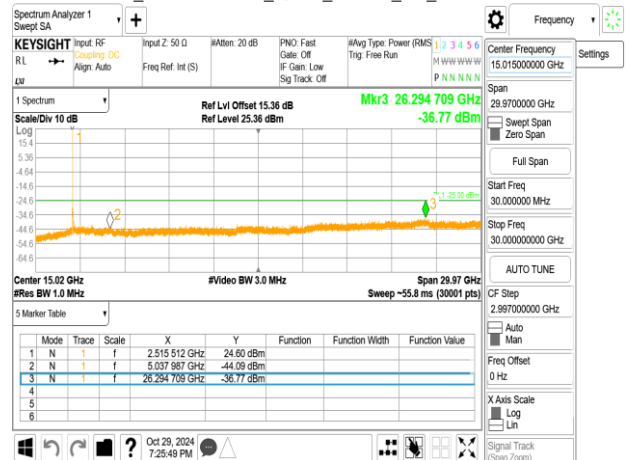 Spectrum Analyzer 1
Swept SA
Frequency
KEYSIGHT
RL
Input: RF
Coupling: DC
Align: Auto
Input Z: 50 Ω
Freq Ref: Int (S)
#Atten: 20 dB
PNO: Fast
Gate: Off
IF Gain: Low
Sig Track: Off
#Avg Type: Power (RMS
Trig: Free Run
1 2 3 4 5 6
M W W W W W
P N N N N N
Settings
Center Frequency
15.015000000 GHz
Span
29.9700000 GHz
Swept Span
Zero Span
Full Span
Start Freq
30.000000 MHz
Stop Freq
30.000000000 GHz
AUTO TUNE
CF Step
2.997000000 GHz
Auto
Man
Freq Offset
0 Hz
X Axis Scale
Log
Lin
Signal Track
(Span Zoom)
1 Spectrum
Scale/Div 10 dB
Ref Lvl Offset 15.36 dB
Ref Level 25.36 dBm
Mkr3 26.294 709 GHz
-36.77 dBm
Log
15.4
5.36
-4.64
-14.6
-24.6
-34.6
-44.6
-54.6
-64.6
1
2
3
-25.00 dBm
Center 15.02 GHz
#Video BW 3.0 MHz
Span 29.97 GHz
#Res BW 1.0 MHz
Sweep ~55.8 ms (30001 pts)
5 Marker Table
Mode Trace Scale X Y Function Function Width Function Value
1 N 1 f 2.515 512 GHz 24.60 dBm
2 N 1 f 5.037 987 GHz -44.09 dBm
3 N 1 f 26.294 709 GHz -36.77 dBm
4
5
6
?
Oct 29, 2024
7:25:49 PM